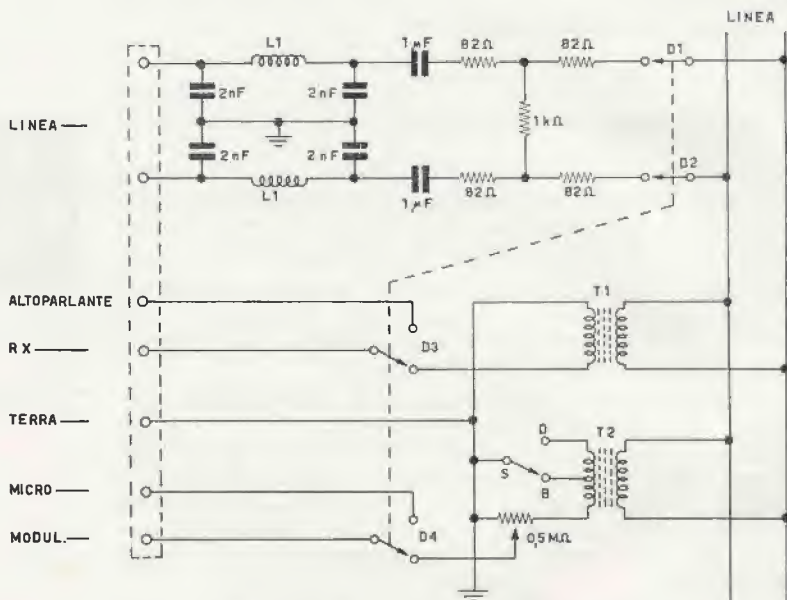 LINEA
L1
1µF
82Ω
82Ω
D1
2nF
2nF
1kΩ
LINEA
2nF
2nF
D2
L1
1µF
82Ω
82Ω
ALTOPARLANTE
T1
D3
RX
TERRA
D
T2
S
B
MICRO
D4
0,5MΩ
MODUL.